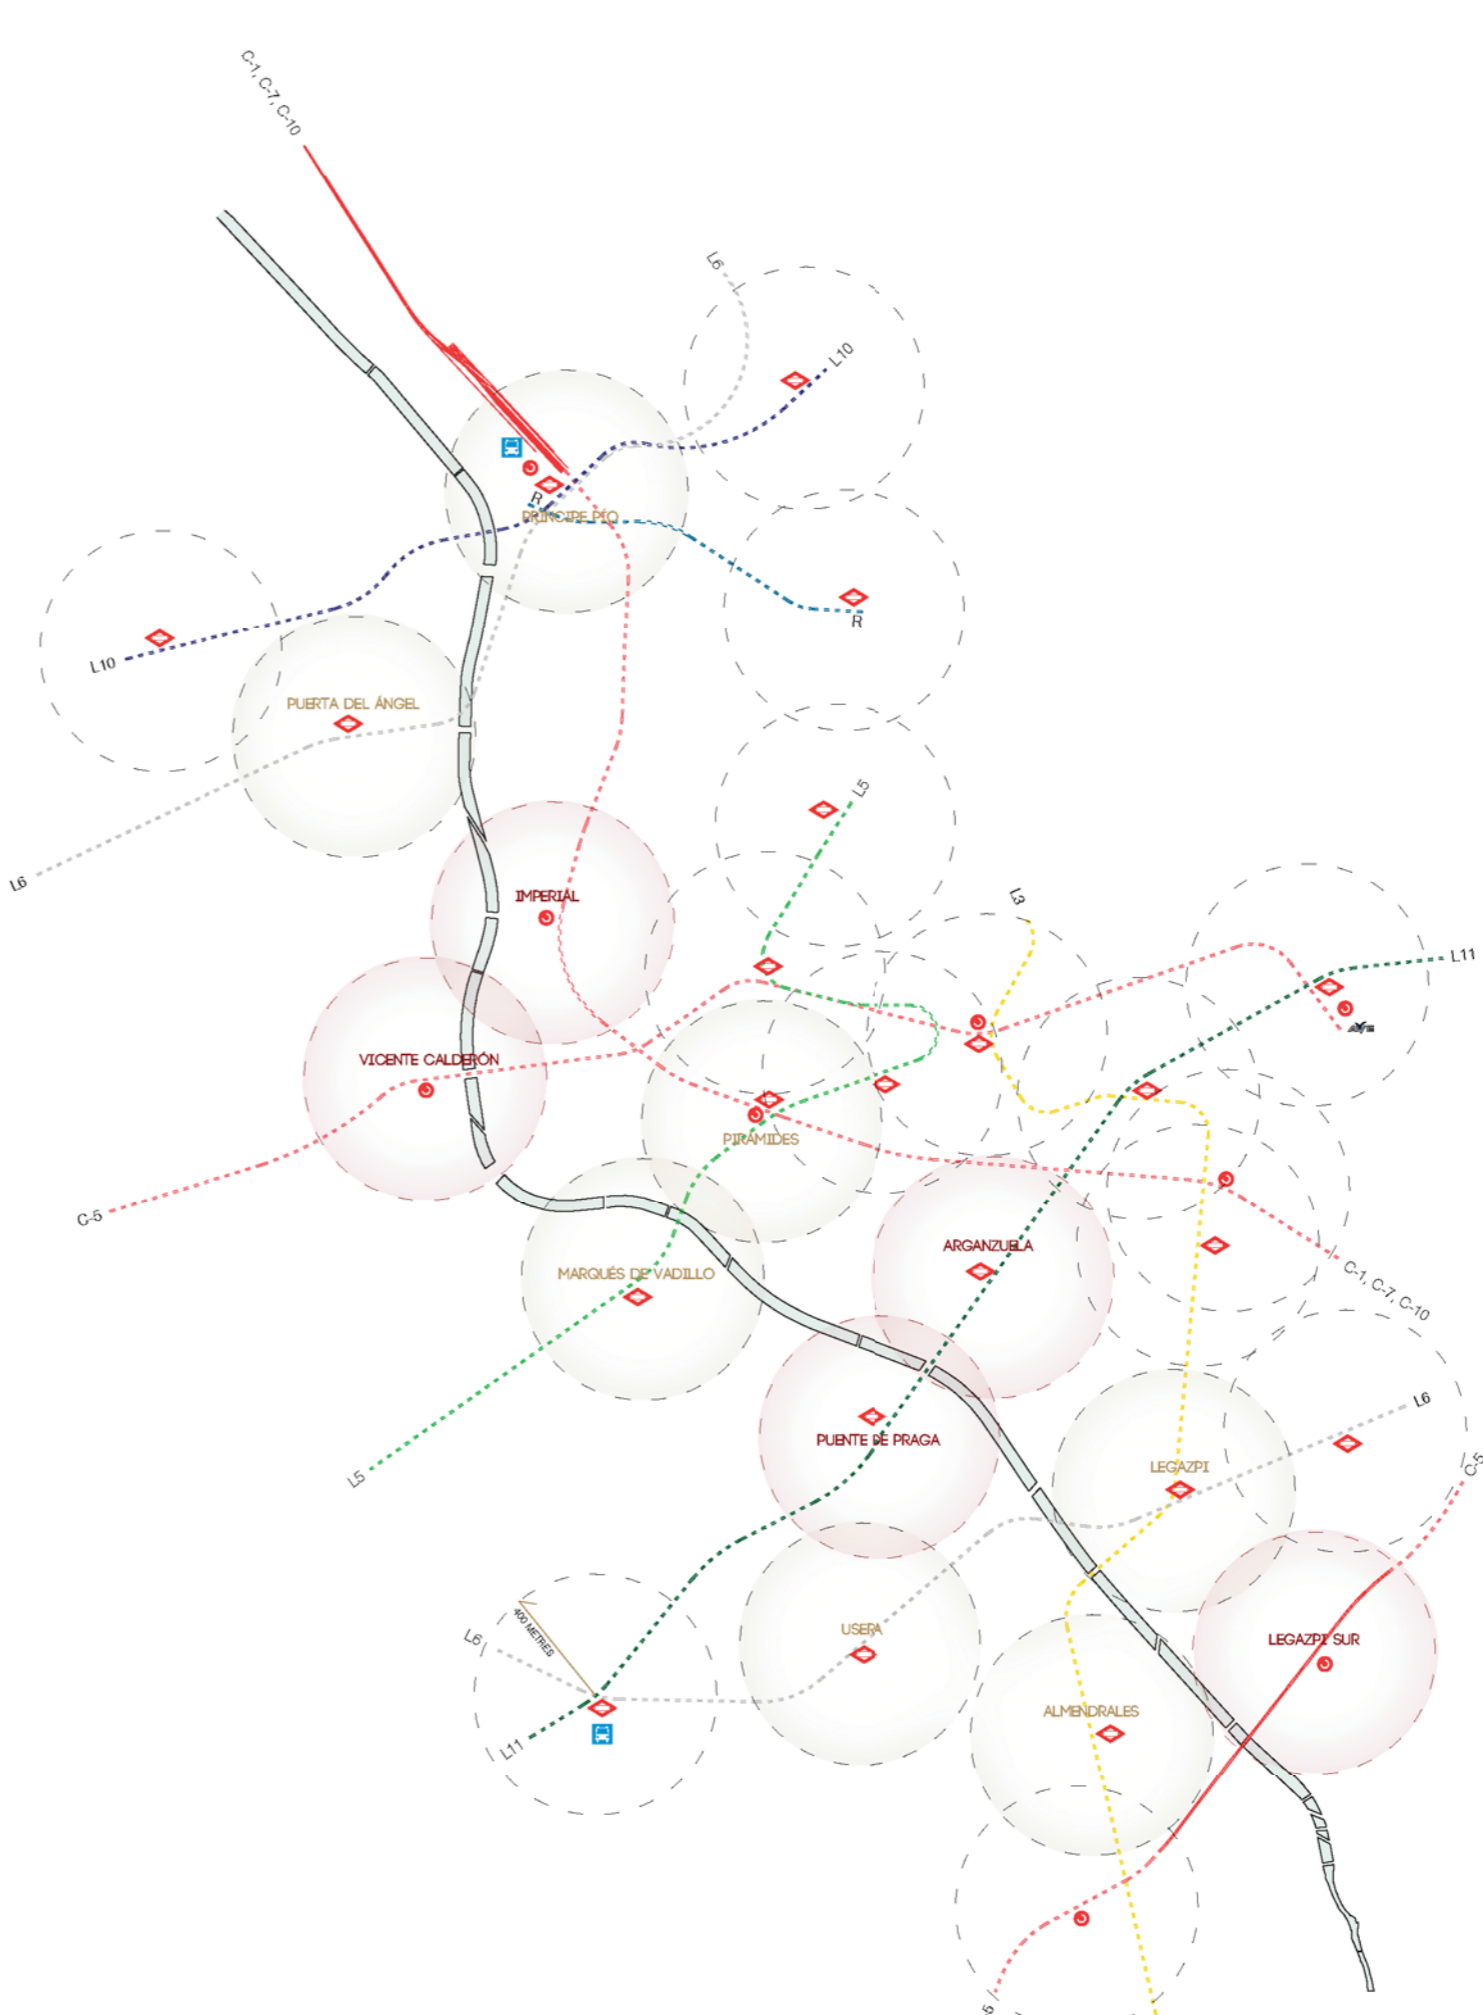 C-1, C-7, C-10
L6
L10
R
PRÍNCIPE PÍO
R
L10
PUERTA DEL ÁNGEL
L5
L6
IMPERIAL
L3
L11
AVE
VICENTE CALDERÓN
PIRÁMIDES
C-5
ARGANZUELA
MARQUÉS DE VADILLO
C-1, C-7, C-10
L6
PUENTE DE PRAGA
LEGAZPI
L5
C-5
400 METRES
L6
USERA
LEGAZPI SUR
ALMENDRALES
L11